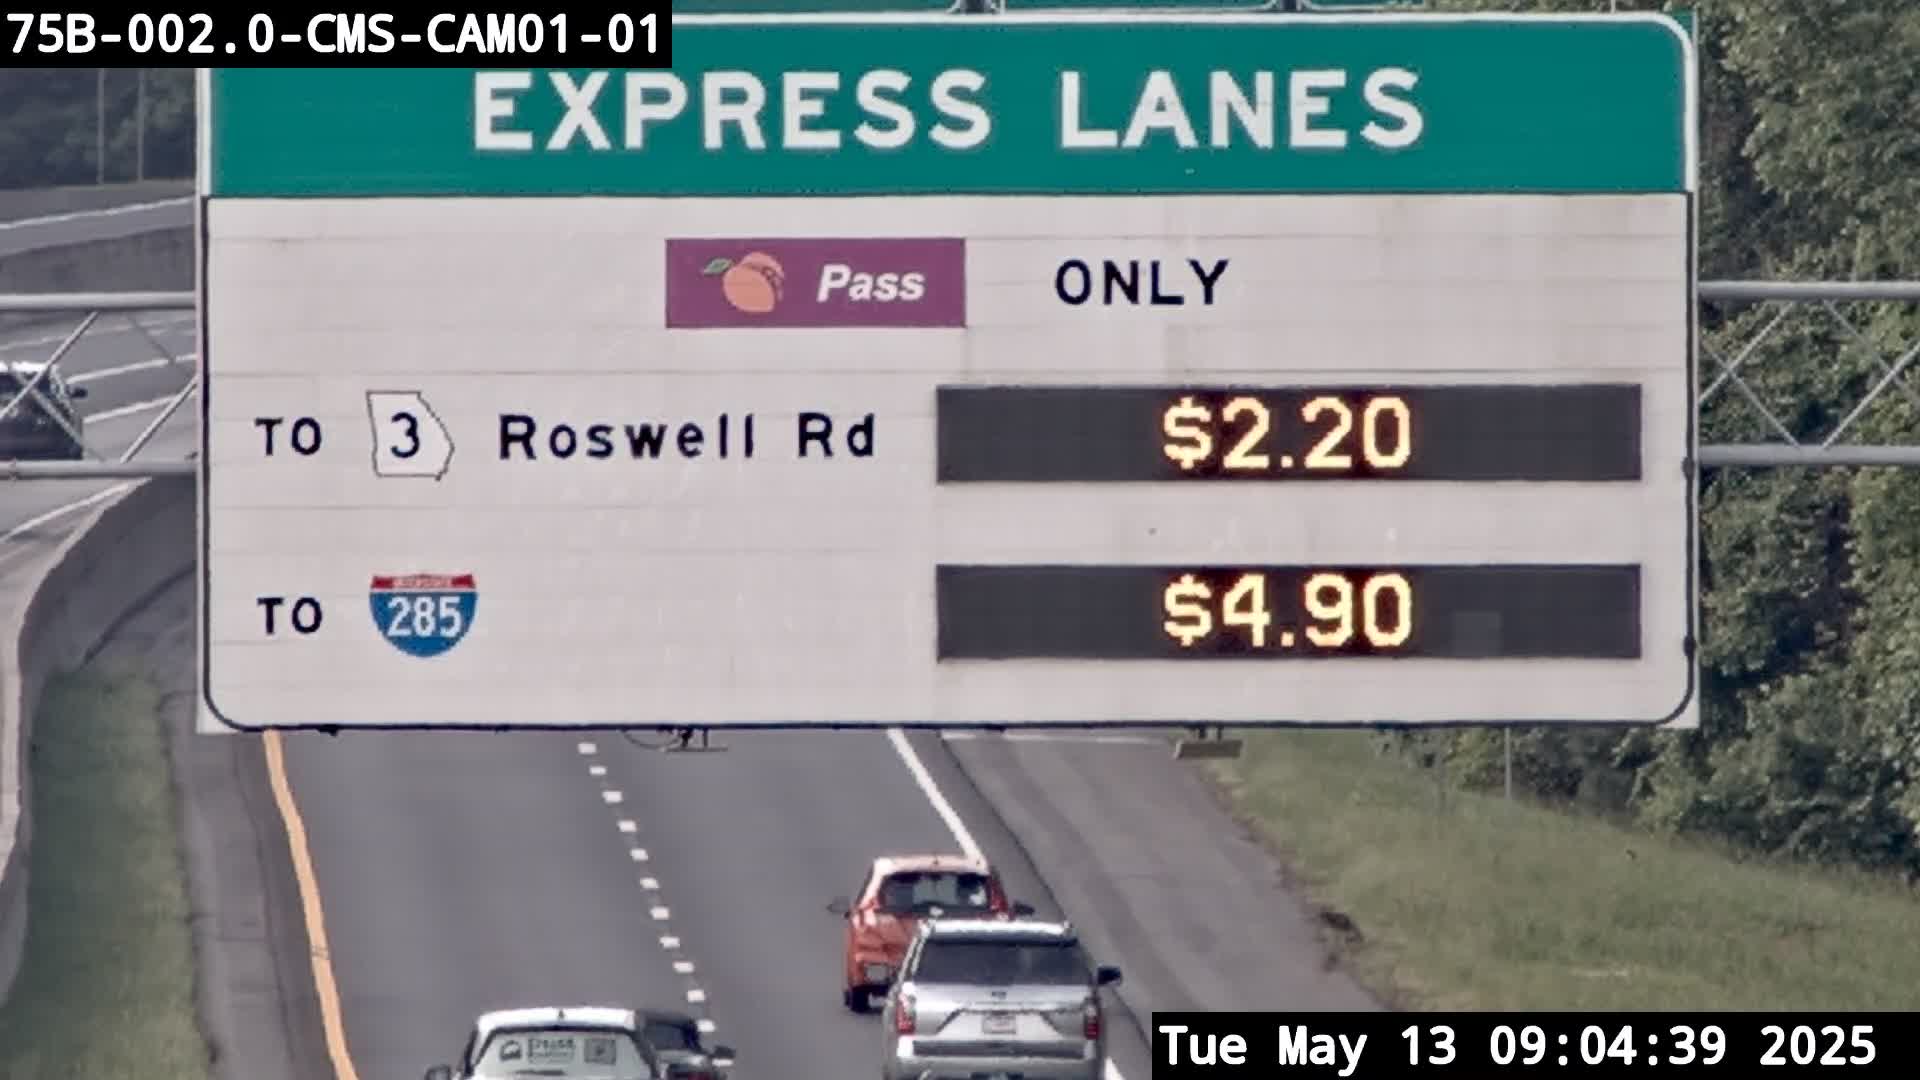 75B-002.0-CMS-CAM01-01
EXPRESS LANES
Pass ONLY
TO 3 Roswell Rd $2.20
TO INTERSTATE 285 $4.90
Tue May 13 09:04:39 2025